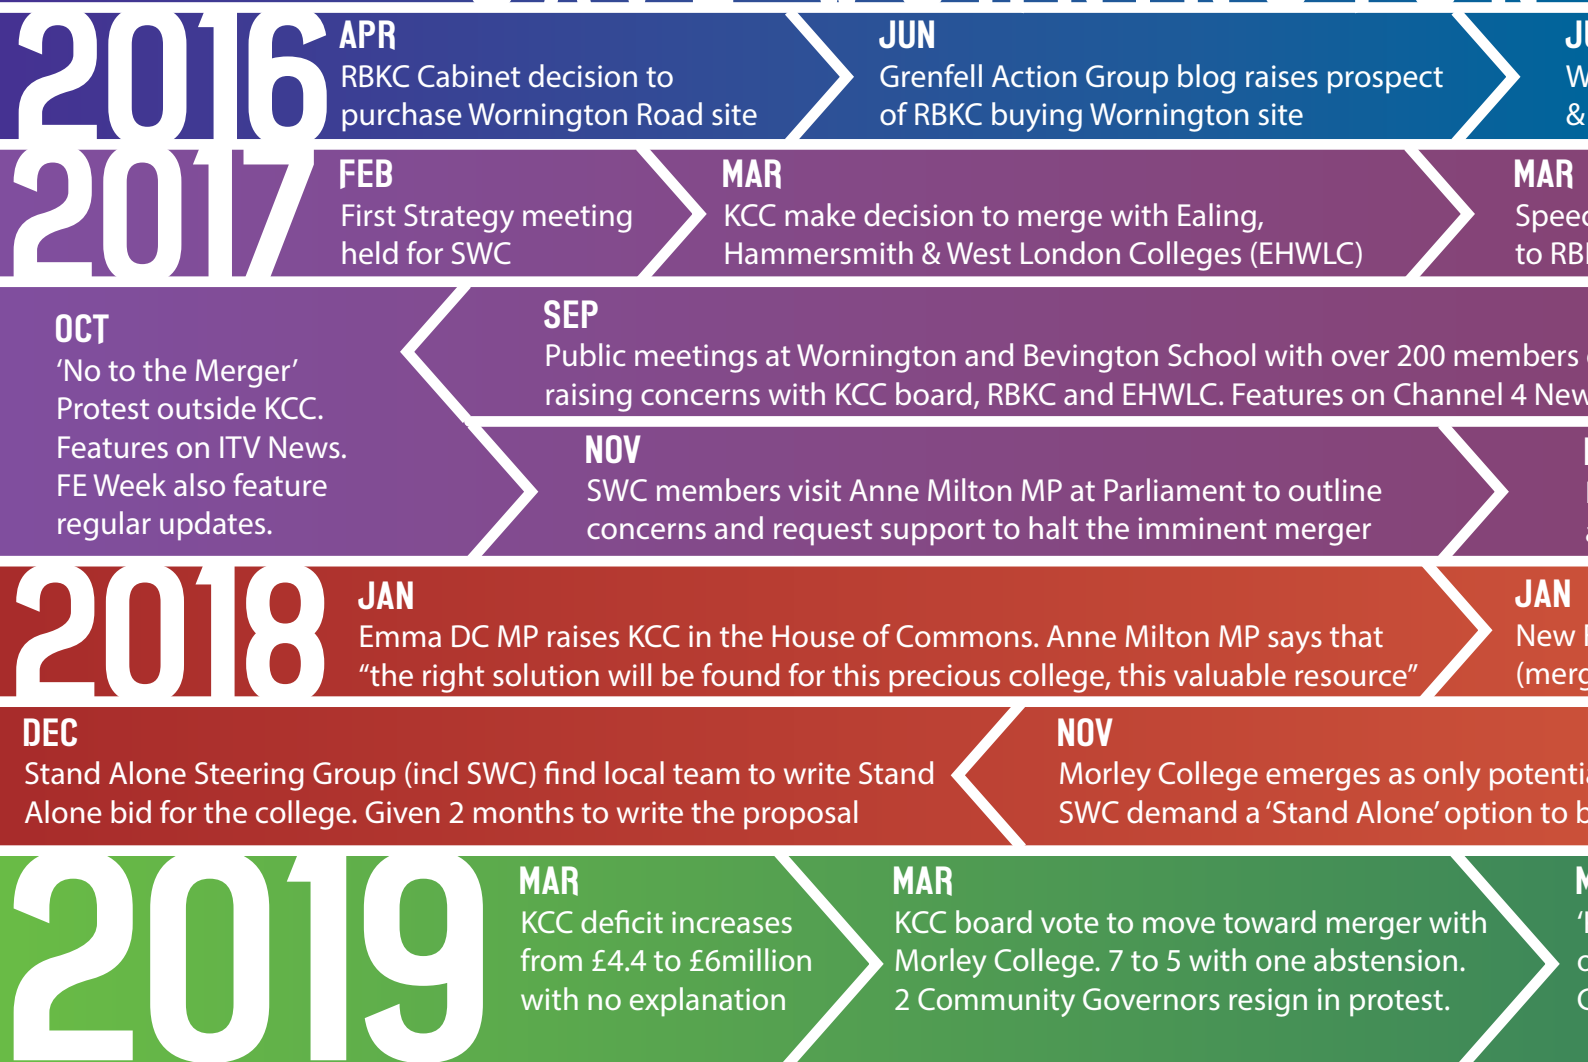 2016
APR
RBKC Cabinet decision to
purchase Wornington Road site
JUN
Grenfell Action Group blog raises prospect
of RBKC buying Wornington site
&
2017
FEB
First Strategy meeting
held for SWC
MAR
KCC make decision to merge with Ealing,
Hammersmith & West London Colleges (EHWLC)
MAR
to
SEP
Public meetings at Wornington and Bevington School with over 200 members
raising concerns with KCC board, RBKC and EHWLC. Features on Channel 4
OCT
‘No to the Merger’
Protest outside KCC.
Features on ITV News.
FE Week also feature
regular updates.
NOV
SWC members visit Anne Milton MP at Parliament to outline
concerns and request support to halt the imminent merger
2018
JAN
Emma DC MP raises KCC in the House of Commons. Anne Milton MP says that
“the right solution will be found for this precious college, this valuable resource”
JAN
New
NOV
Morley College emerges as only
SWC demand a ‘Stand Alone’ option to
DEC
Stand Alone Steering Group (incl SWC) find local team to write Stand
Alone bid for the college. Given 2 months to write the proposal
2019
MAR
KCC deficit increases
from £4.4 to £6million
with no explanation
MAR
KCC board vote to move toward merger with
Morley College. 7 to 5 with one abstension.
2 Community Governors resign in protest.